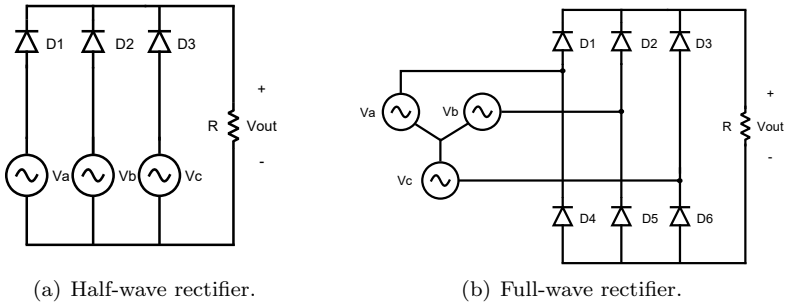 D1 D2 D3
+
R Vout
-
Va Vb Vc
(a) Half-wave rectifier.
D1 D2 D3
Va Vb
+
R Vout
-
Vc
D4 D5 D6
(b) Full-wave rectifier.